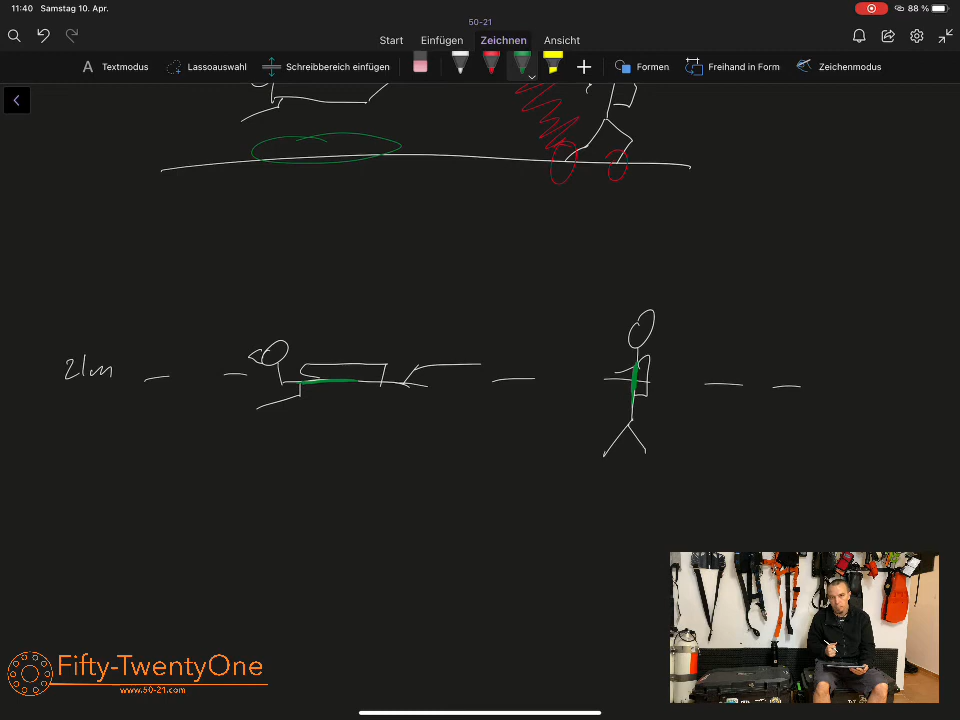 11:40 Samstag 10. Apr.
88 %
50-21
Start Einfügen Zeichnen Ansicht
Textmodus Lassoauswahl Schreibbereich einfügen Formen Freihand in Form Zeichenmodus
Fifty-TwentyOne
www.50-21.com